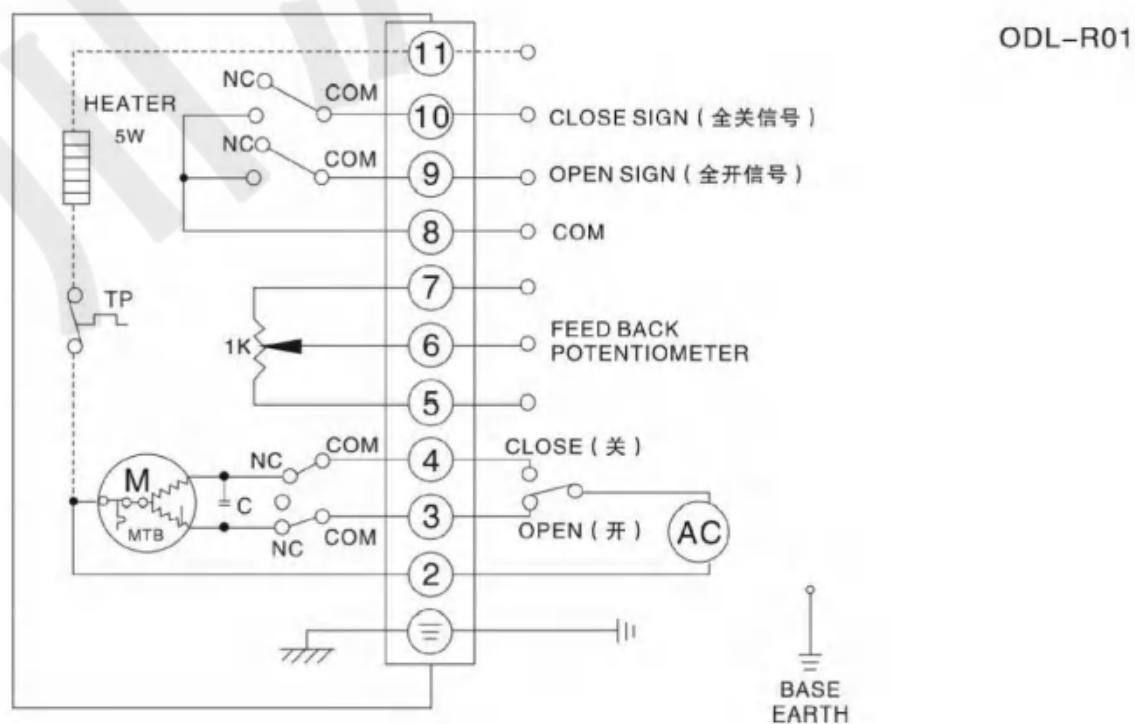 ODL-R01
11
NC
COM
HEATER
5W
10
CLOSE SIGN ( 全关信号 )
NC
COM
9
OPEN SIGN ( 全开信号 )
8
COM
7
TP
1K
6
FEED BACK
POTENTIOMETER
5
CLOSE ( 关 )
NC
COM
4
M
C
MTB
3
NC
COM
OPEN ( 开 )
AC
2
BASE
EARTH